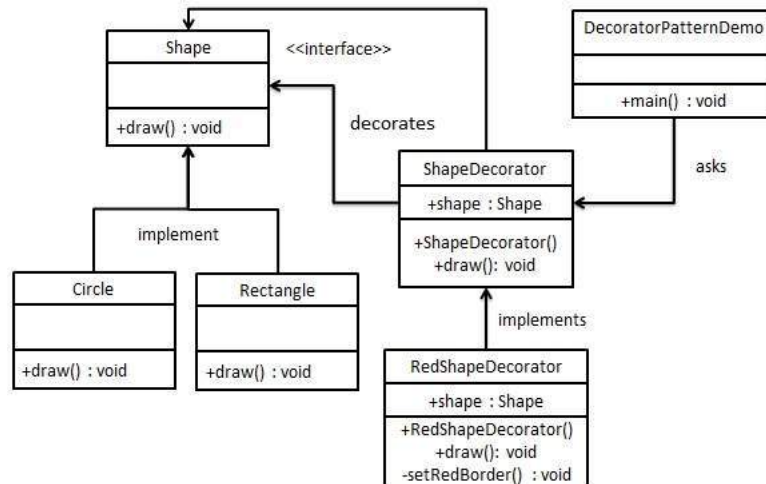 Shape
<<interface>>
+draw() : void
DecoratorPatternDemo
+main() : void
decorates
asks
ShapeDecorator
+shape : Shape
+ShapeDecorator()
+draw(): void
implement
Circle
+draw() : void
Rectangle
+draw() : void
implements
RedShapeDecorator
+shape : Shape
+RedShapeDecorator()
+draw(): void
-setRedBorder() : void